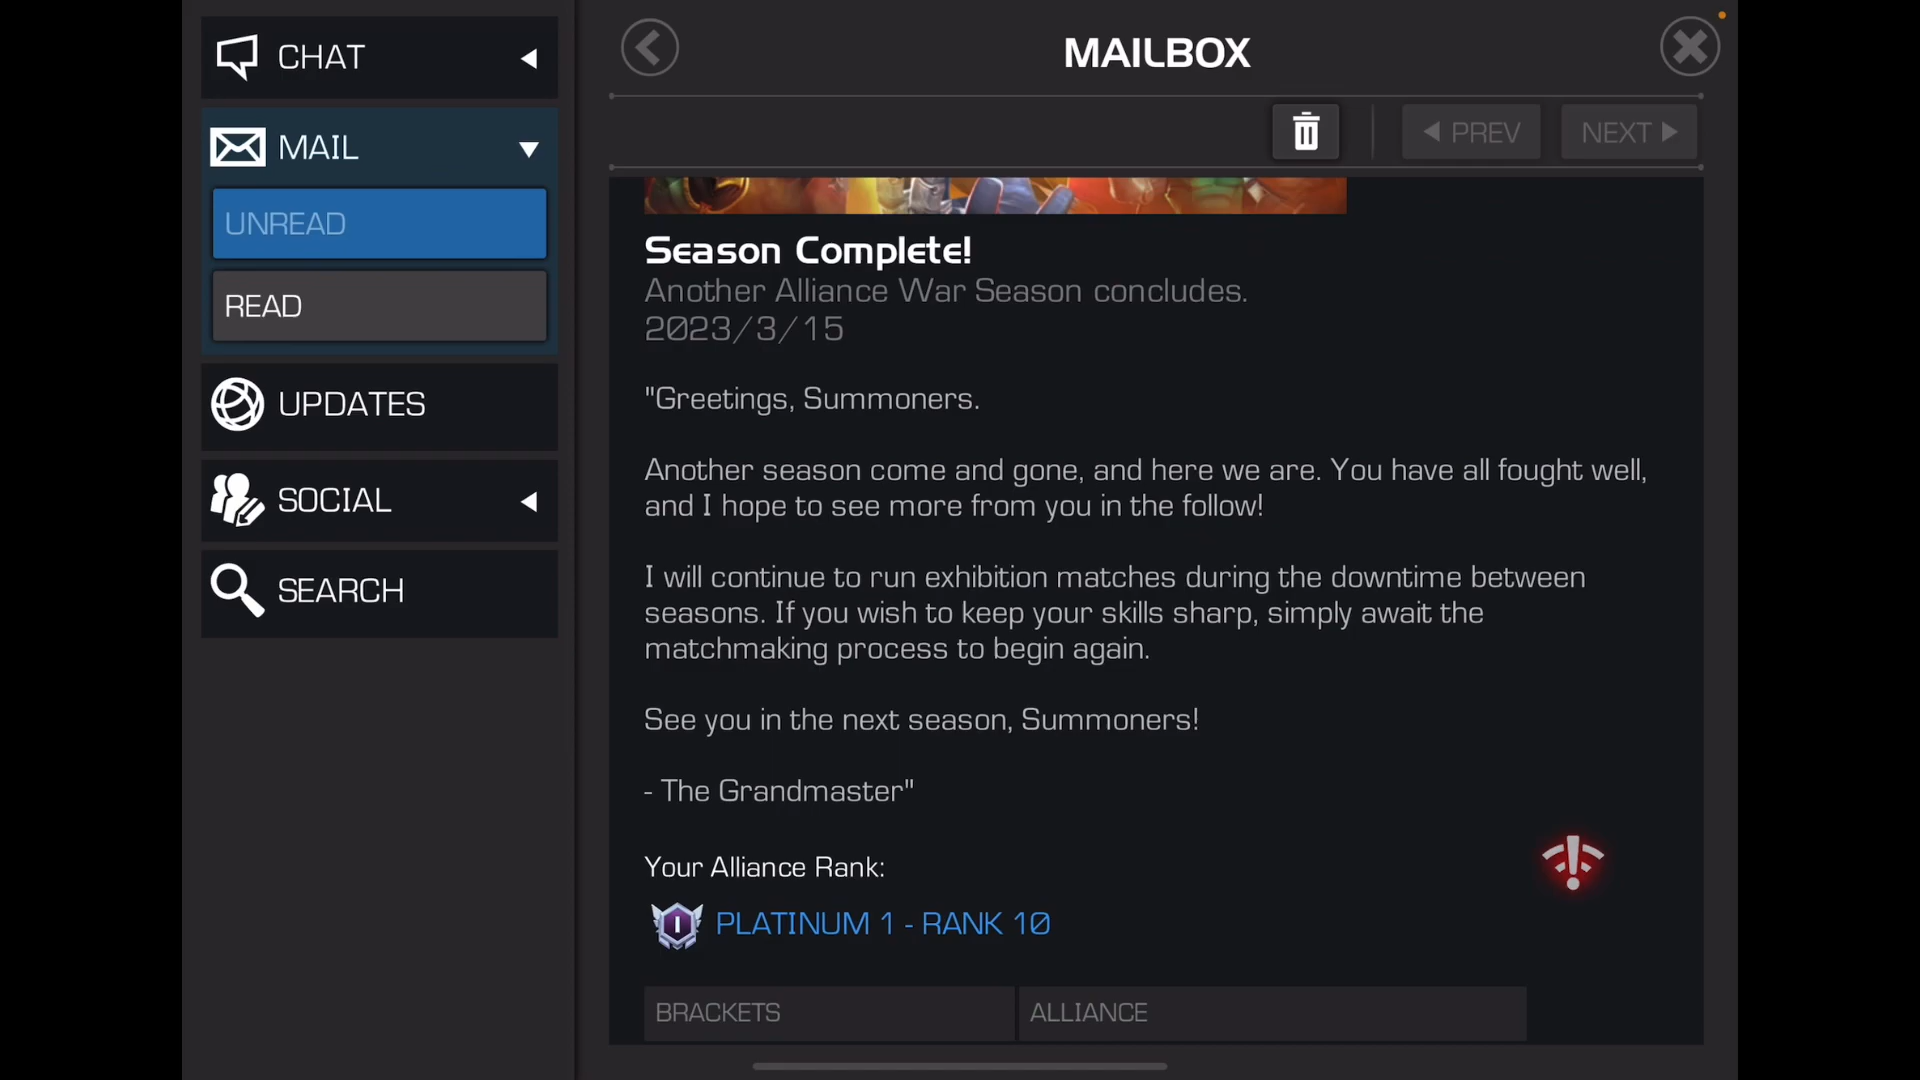 CHAT
MAIL
UNREAD
READ
UPDATES
SOCIAL
SEARCH
MAILBOX
PREV
NEXT
Season Complete!
Another Alliance War Season concludes.
2023/3/15
"Greetings, Summoners.
Another season come and gone, and here we are. You have all fought well,
and I hope to see more from you in the follow!
I will continue to run exhibition matches during the downtime between
seasons. If you wish to keep your skills sharp, simply await the
matchmaking process to begin again.
See you in the next season, Summoners!
- The Grandmaster"
Your Alliance Rank:
I PLATINUM 1 - RANK 10
BRACKETS ALLIANCE